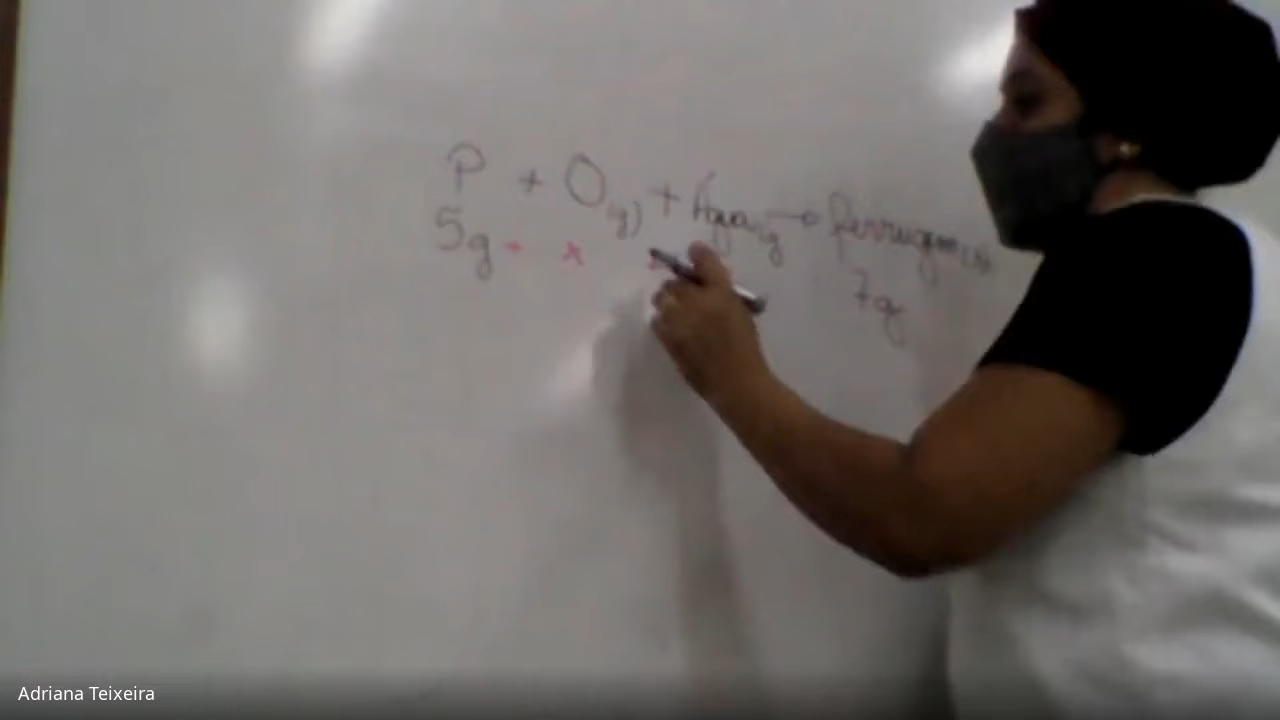 P + O(g) + Água(g → ferrugem(s)
5g + x 7g
Adriana Teixeira